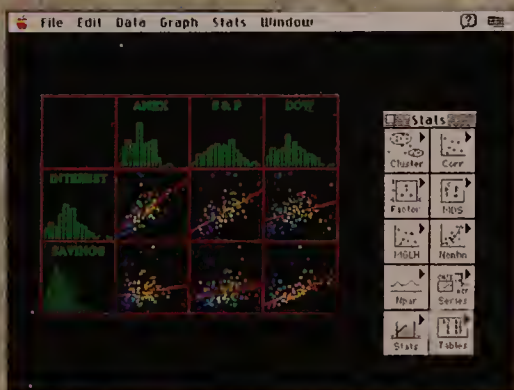 File Edit Data Graph Stats Window
AMEX S & P DOW
INTEREST
SAVINGS
Stats
Cluster Corr
Factor MDS
MGLH Nonlin
Npar Series
Stats Tables